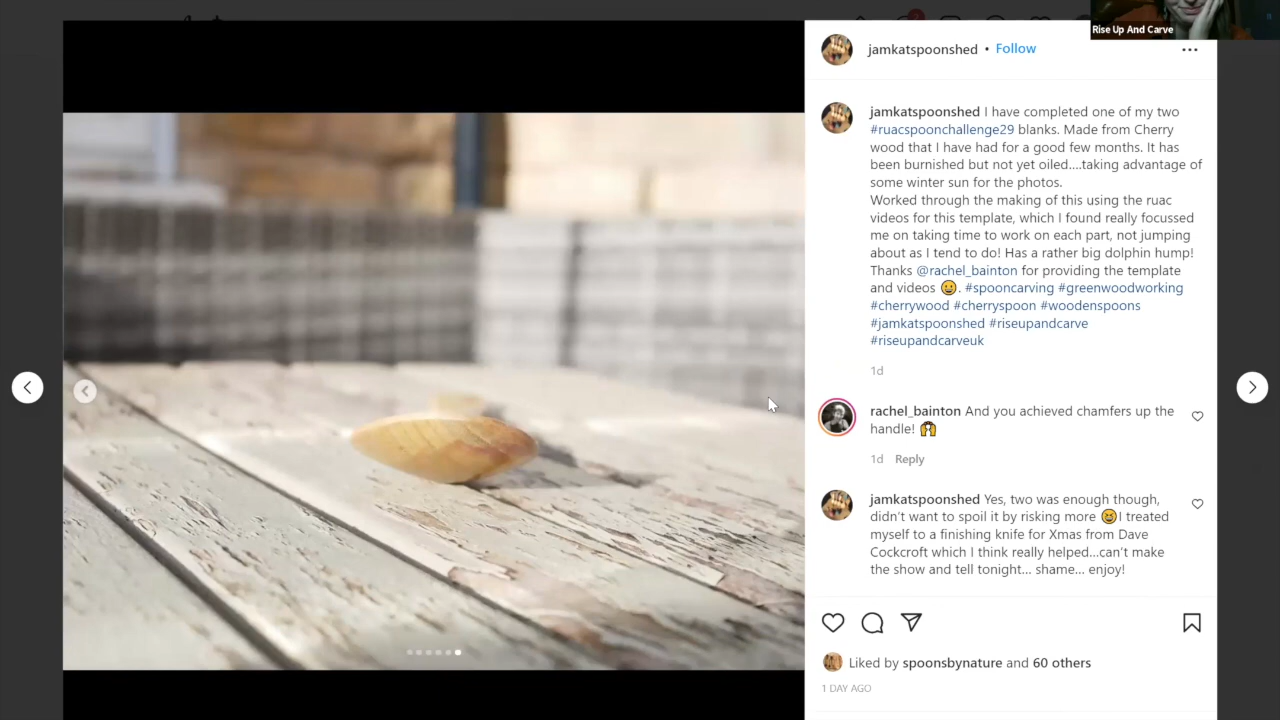 Rise Up And Carve
jamkatspoonshed • Follow
jamkatspoonshed I have completed one of my two
#ruacspoonchallenge29 blanks. Made from Cherry
wood that I have had for a good few months. It has
been burnished but not yet oiled....taking advantage of
some winter sun for the photos.
Worked through the making of this using the ruac
videos for this template, which I found really focussed
me on taking time to work on each part, not jumping
about as I tend to do! Has a rather big dolphin hump!
Thanks @rachel_bainton for providing the template
and videos 😀. #spooncarving #greenwoodworking
#cherrywood #cherryspoon #woodenspoons
#jamkatspoonshed #riseupandcarve
#riseupandcarveuk
1d
rachel_bainton And you achieved chamfers up the
handle! 🙌
1d Reply
jamkatspoonshed Yes, two was enough though,
didn't want to spoil it by risking more 😆I treated
myself to a finishing knife for Xmas from Dave
Cockcroft which I think really helped...can't make
the show and tell tonight... shame... enjoy!
Liked by spoonsbynature and 60 others
1 DAY AGO